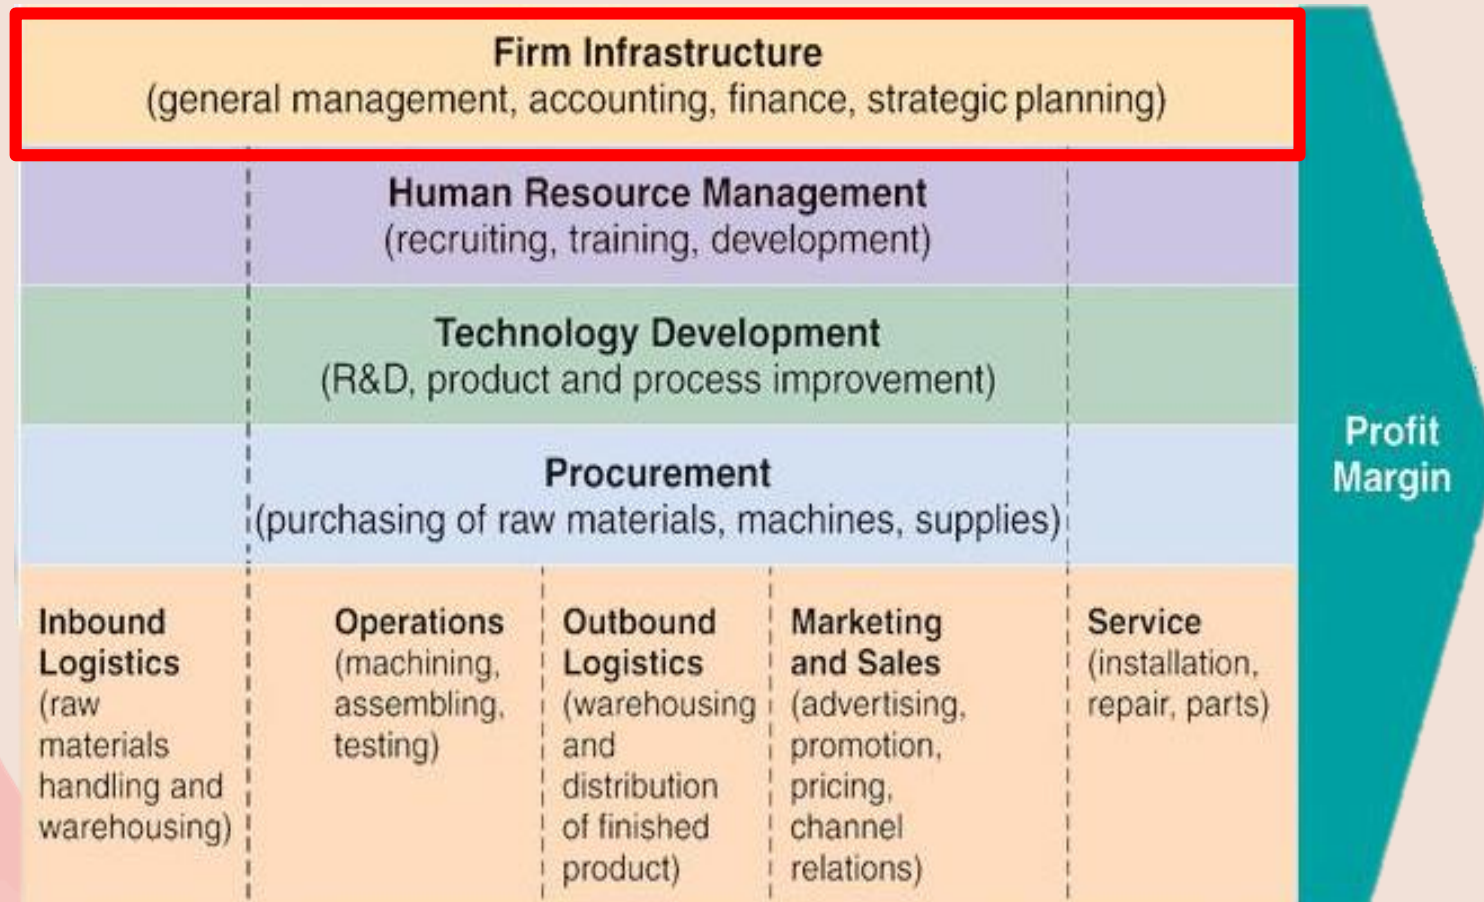 Firm Infrastructure
(general management, accounting, finance, strategic planning)
Human Resource Management
(recruiting, training, development)
Technology Development
(R&D, product and process improvement)
Procurement
(purchasing of raw materials, machines, supplies)
Inbound
Logistics
(raw
materials
handling and
warehousing)
Operations
(machining,
assembling,
testing)
Outbound
Logistics
(warehousing
and
distribution
of finished
product)
Marketing
and Sales
(advertising,
promotion,
pricing,
channel
relations)
Service
(installation,
repair, parts)
Profit
Margin